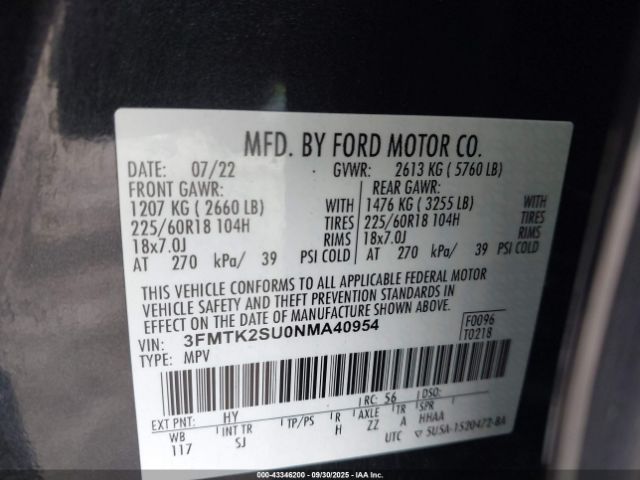 MFD. BY FORD MOTOR CO.
DATE: 07/22 GVWR: 2613 KG ( 5760 LB)
FRONT GAWR: REAR GAWR:
1207 KG ( 2660 LB) WITH 1476 KG ( 3255 LB) WITH
225/60R18 104H TIRES 225/60R18 104H TIRES
18x7.0J RIMS 18x7.0J RIMS
AT 270 kPa/ 39 PSI COLD AT 270 kPa/ 39 PSI COLD
THIS VEHICLE CONFORMS TO ALL APPLICABLE FEDERAL MOTOR
VEHICLE SAFETY AND THEFT PREVENTION STANDARDS IN
EFFECT ON THE DATE OF MANUFACTURE SHOWN ABOVE.
VIN: 3FMTK2SU0NMA40954 F0096
TYPE: MPV T0218
EXT PNT: HY RC: 56 DSO:
WB INT TR TP/PS R AXLE TR SPR
117 SJ H ZZ A HHAA
UTC 5U5A-1520472-BA
000-43346200 - 09/30/2025 - IAAI.COM